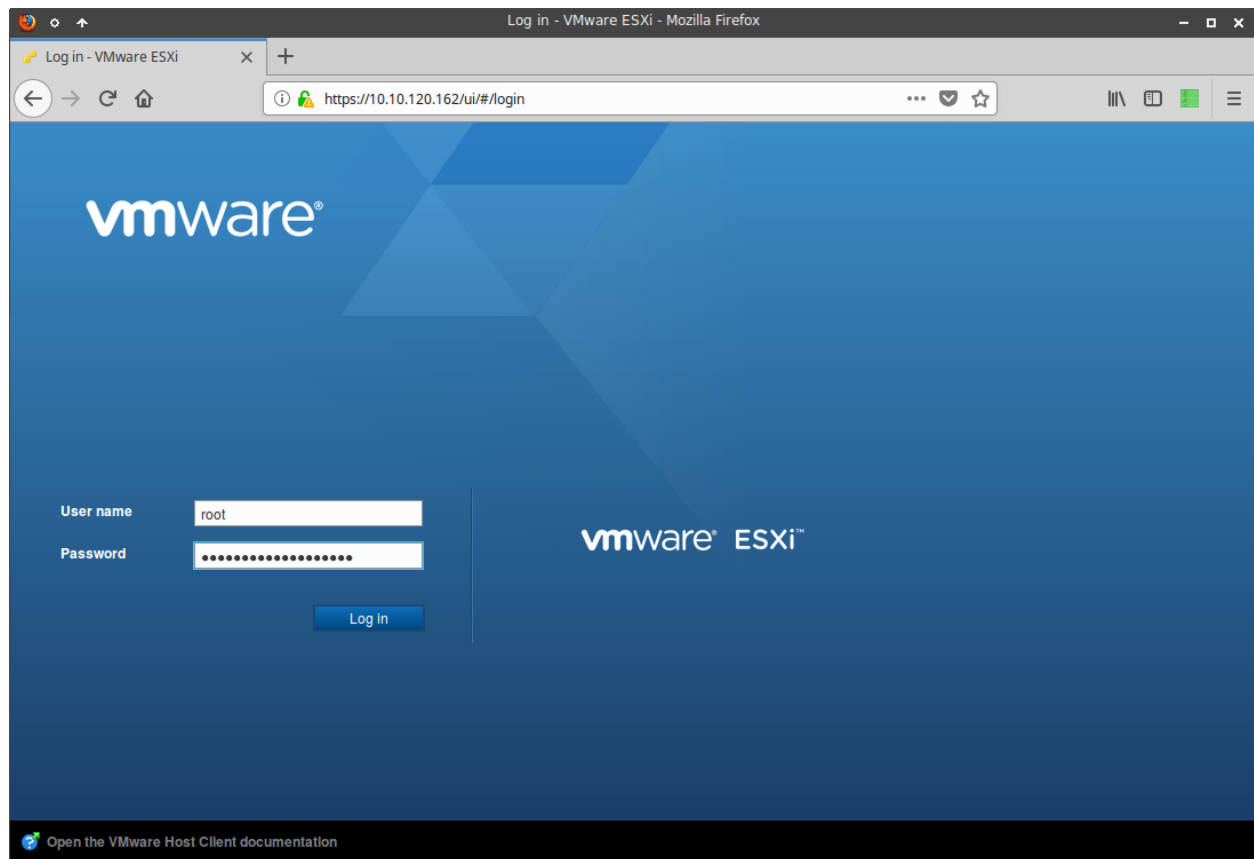 Log in - VMware ESXi - Mozilla Firefox
Log in - VMware ESXi
https://10.10.120.162/ui/#/login
vmware®
User name
root
Password
•••••••••••••••••••
Log in
vmware® ESXi™
Open the VMware Host Client documentation